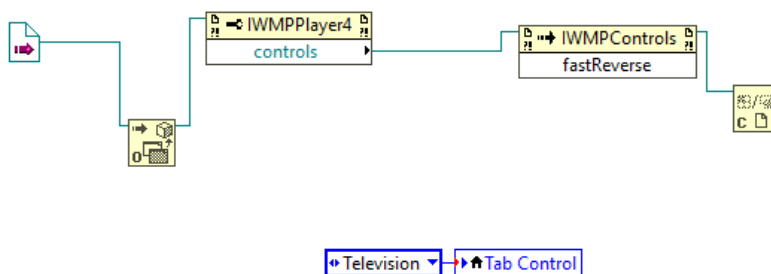 IWMPPlayer4
controls
IWMPControls
fastReverse
C
Television
Tab Control